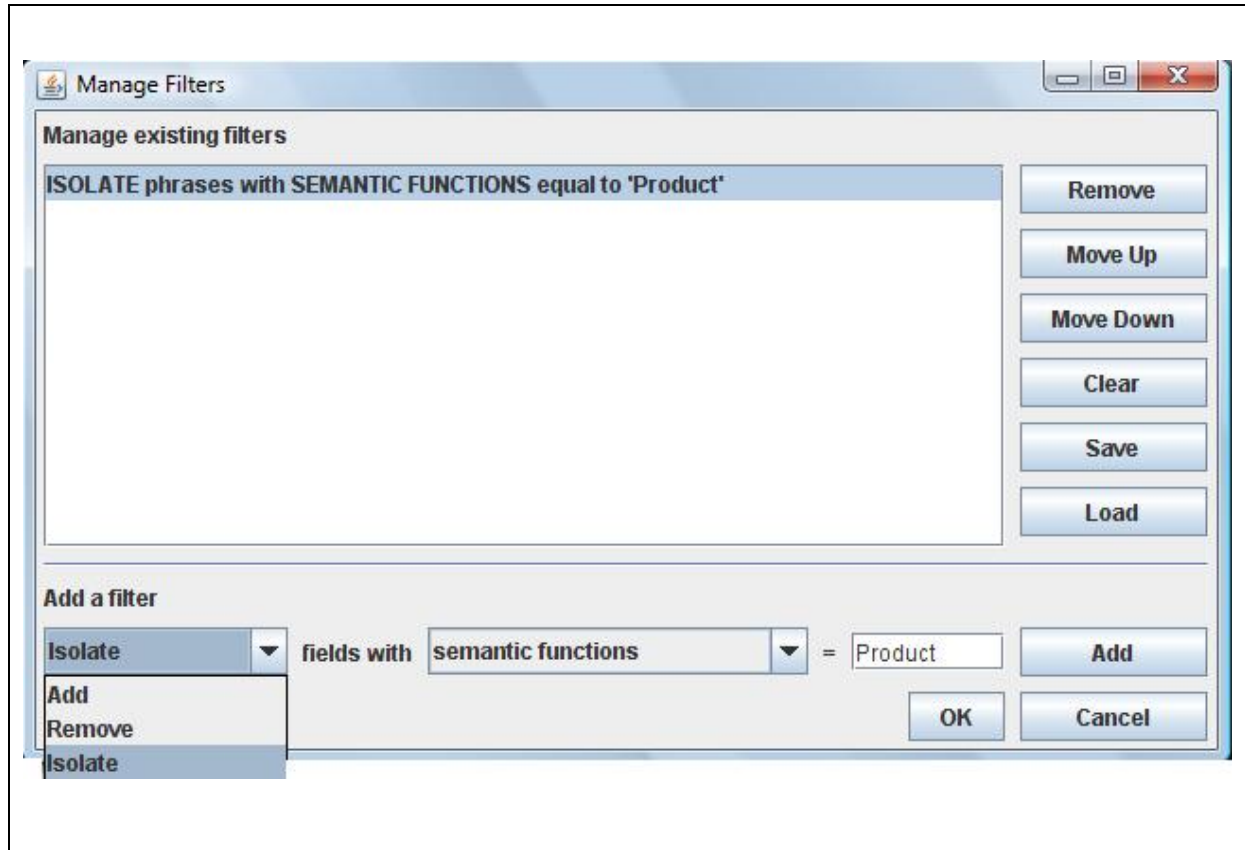 Manage Filters
Manage existing filters
ISOLATE phrases with SEMANTIC FUNCTIONS equal to 'Product'
Remove
Move Up
Move Down
Clear
Save
Load
Add a filter
Isolate fields with semantic functions = Product Add
Add
Remove
Isolate
OK Cancel